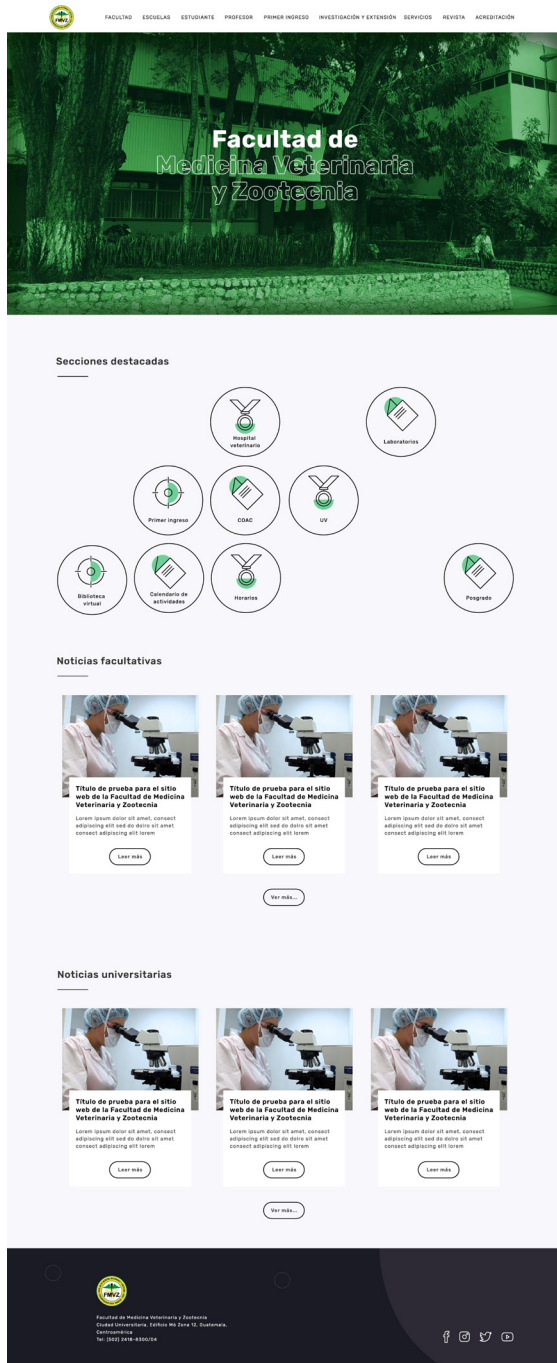 FMVZ
FACULTAD ESCUELAS ESTUDIANTE PROFESOR PRIMER INGRESO INVESTIGACIÓN Y EXTENSIÓN SERVICIOS REVISTA ACREDITACIÓN
Facultad de
Medicina Veterinaria
y Zootecnia
Secciones destacadas
Hospital
veterinario
Laboratorios
Primer ingreso
COAC
UV
Biblioteca
virtual
Calendario de
actividades
Horarios
Posgrado
Noticias facultativas
Título de prueba para el sitio
web de la Facultad de Medicina
Veterinaria y Zootecnia
Lorem ipsum dolor sit amet, consect
adipiscing elit sed do dolro sit amet
consect adipiscing elit lorem
Leer más
Título de prueba para el sitio
web de la Facultad de Medicina
Veterinaria y Zootecnia
Lorem ipsum dolor sit amet, consect
adipiscing elit sed do dolro sit amet
consect adipiscing elit lorem
Leer más
Título de prueba para el sitio
web de la Facultad de Medicina
Veterinaria y Zootecnia
Lorem ipsum dolor sit amet, consect
adipiscing elit sed do dolro sit amet
consect adipiscing elit lorem
Leer más
Ver más...
Noticias universitarias
Título de prueba para el sitio
web de la Facultad de Medicina
Veterinaria y Zootecnia
Lorem ipsum dolor sit amet, consect
adipiscing elit sed do dolro sit amet
consect adipiscing elit lorem
Leer más
Título de prueba para el sitio
web de la Facultad de Medicina
Veterinaria y Zootecnia
Lorem ipsum dolor sit amet, consect
adipiscing elit sed do dolro sit amet
consect adipiscing elit lorem
Leer más
Título de prueba para el sitio
web de la Facultad de Medicina
Veterinaria y Zootecnia
Lorem ipsum dolor sit amet, consect
adipiscing elit sed do dolro sit amet
consect adipiscing elit lorem
Leer más
Ver más...
FMVZ
Facultad de Medicina Veterinaria y Zootecnia
Ciudad Universitaria, Edificio M6 Zona 12, Guatemala,
Centroamérica
Tel: (502) 2418-8300/04